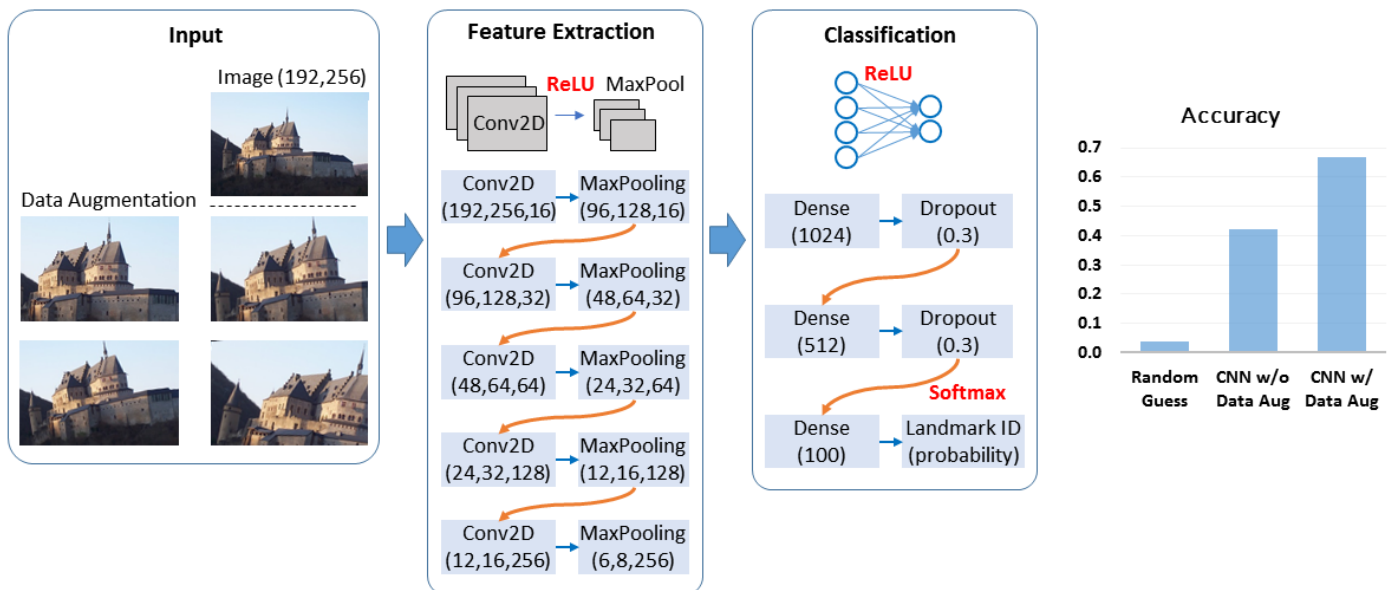 Input
Image (192,256)
Data Augmentation
Feature Extraction
ReLU
MaxPool
Conv2D
Conv2D
(192,256,16)
MaxPooling
(96,128,16)
Conv2D
(96,128,32)
MaxPooling
(48,64,32)
Conv2D
(48,64,64)
MaxPooling
(24,32,64)
Conv2D
(24,32,128)
MaxPooling
(12,16,128)
Conv2D
(12,16,256)
MaxPooling
(6,8,256)
Classification
ReLU
Dense
(1024)
Dropout
(0.3)
Dense
(512)
Dropout
(0.3)
Softmax
Dense
(100)
Landmark ID
(probability)
Accuracy
0.7
0.6
0.5
0.4
0.3
0.2
0.1
0.0
Random
Guess
CNN w/o
Data Aug
CNN w/
Data Aug